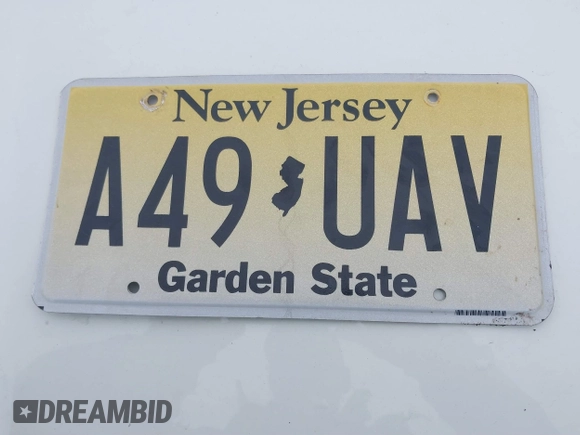 New Jersey
A49 UAV
Garden State
DREAMBID